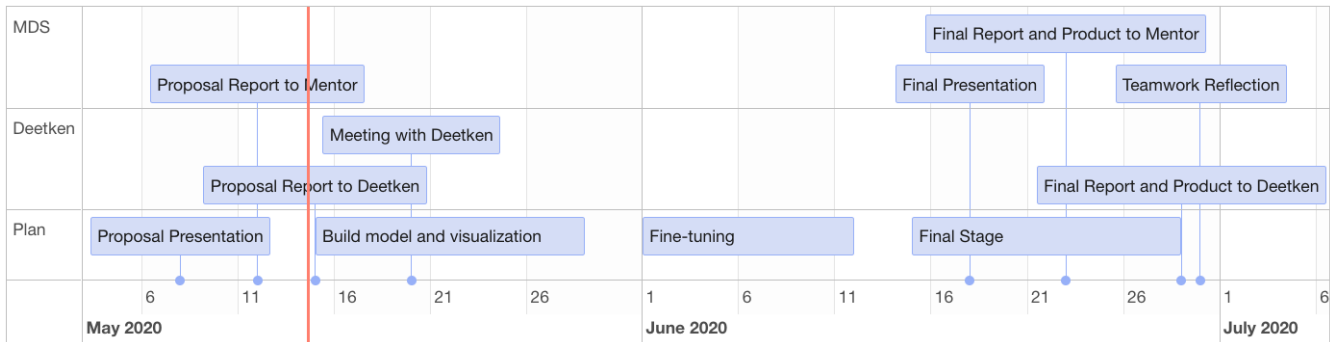 MDS
Final Report and Product to Mentor
Proposal Report to Mentor
Final Presentation
Teamwork Reflection
Deetken
Meeting with Deetken
Proposal Report to Deetken
Final Report and Product to Deetken
Plan
Proposal Presentation
Build model and visualization
Fine-tuning
Final Stage
6 11 16 21 26 1 6 11 16 21 26 1 6
May 2020 June 2020 July 2020